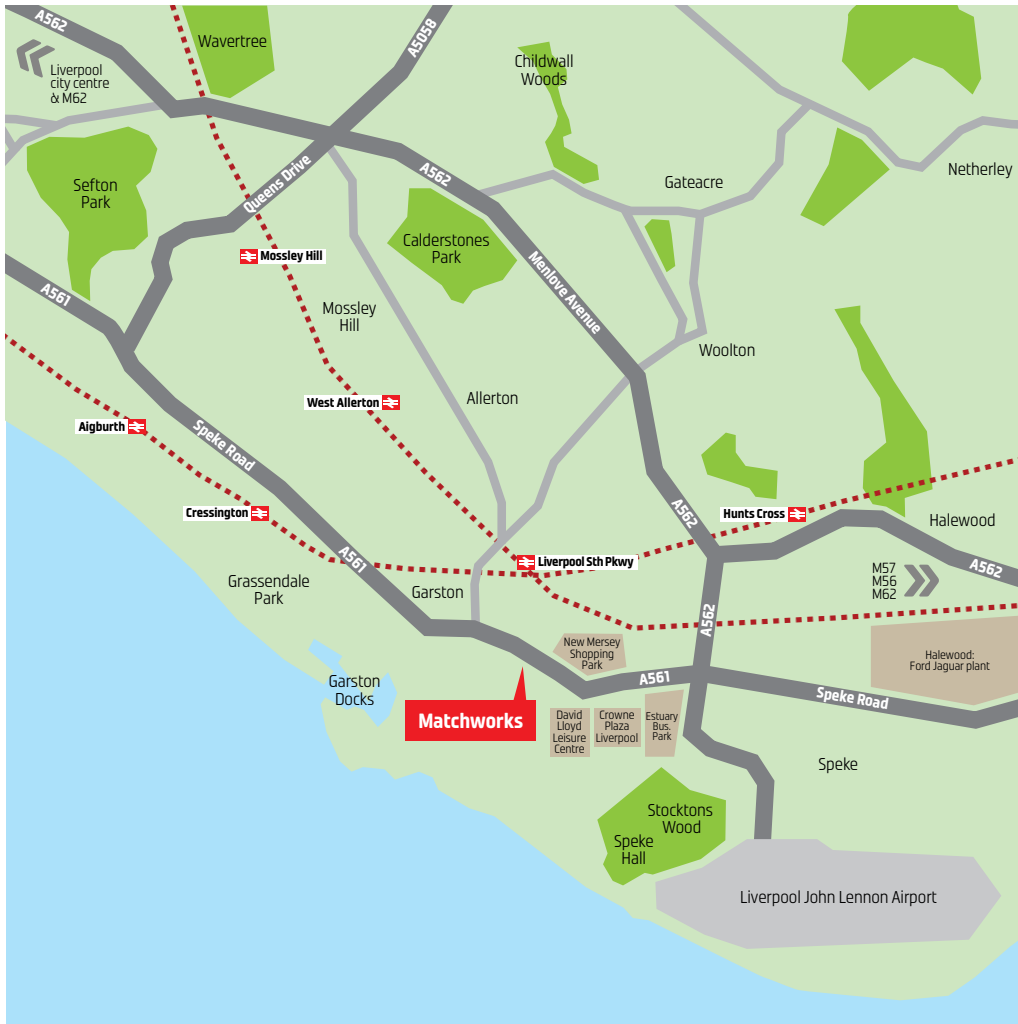 A562
Wavertree
A5058
Liverpool
city centre
& M62
Childwall
Woods
Sefton
Park
Queens Drive
A562
Gateacre
Netherley
Mossley Hill
Calderstones
Park
A561
Mossley
Hill
Menlove Avenue
Woolton
West Allerton
Allerton
Aigburth
Speke Road
Cressington
A562
Hunts Cross
Halewood
A561
Liverpool Sth Pkwy
M57
M56
M62
A562
Grassendale
Park
Garston
A562
New Mersey
Shopping
Park
Halewood:
Ford Jaguar plant
Garston
Docks
A561
Speke Road
Matchworks
David
Lloyd
Leisure
Centre
Crowne
Plaza
Liverpool
Estuary
Bus.
Park
Speke
Stocktons
Wood
Speke
Hall
Liverpool John Lennon Airport